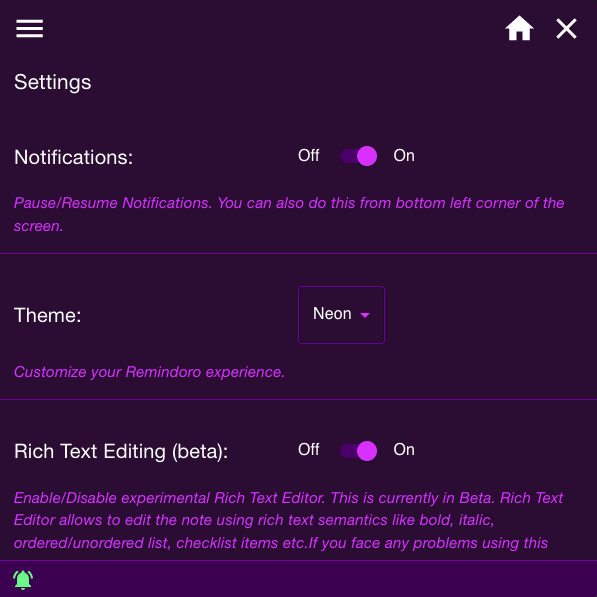 Settings
Notifications:
Off
On
Pause/Resume Notifications. You can also do this from bottom left corner of the
screen.
Theme:
Neon
Customize your Remindoro experience.
Rich Text Editing (beta):
Off
On
Enable/Disable experimental Rich Text Editor. This is currently in Beta. Rich Text
Editor allows to edit the note using rich text semantics like bold, italic,
ordered/unordered list, checklist items etc.If you face any problems using this